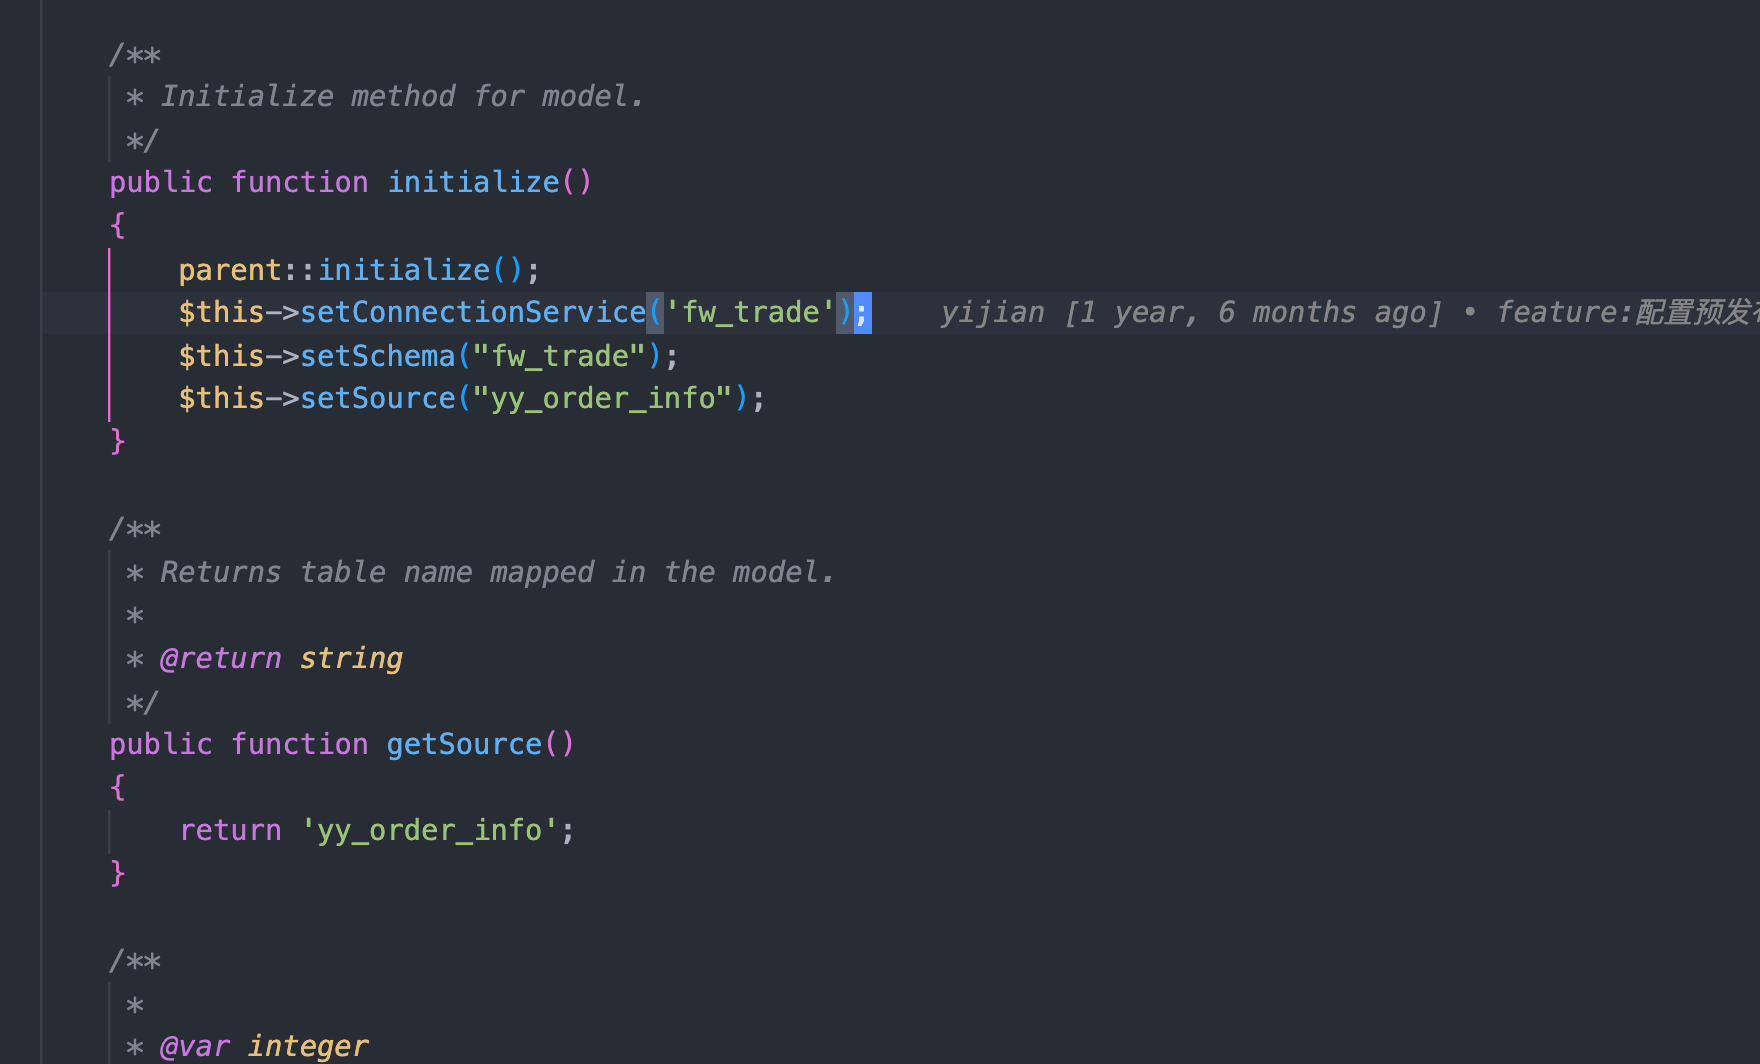 /**
* Initialize method for model.
*/
public function initialize()
{
parent::initialize();
$this->setConnectionService('fw_trade'); yijian [1 year, 6 months ago] • feature:配置预发
$this->setSchema("fw_trade");
$this->setSource("yy_order_info");
}
/**
* Returns table name mapped in the model.
*
* @return string
*/
public function getSource()
{
return 'yy_order_info';
}
/**
*
* @var integer